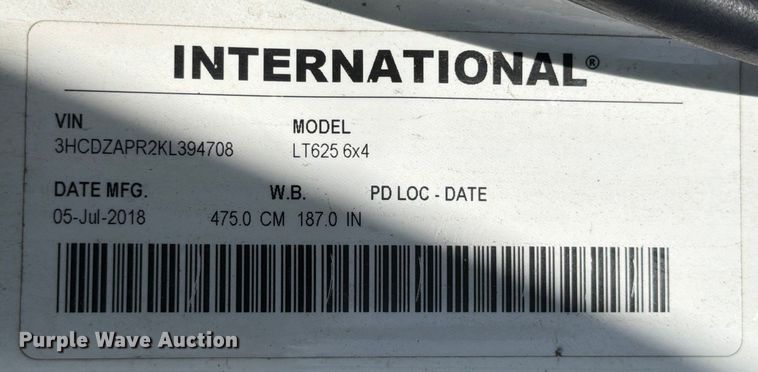 INTERNATIONAL®
VIN MODEL
3HCDZAPR2KL394708 LT625 6x4
DATE MFG. W.B. PD LOC - DATE
05-Jul-2018 475.0 CM 187.0 IN
Purple Wave Auction